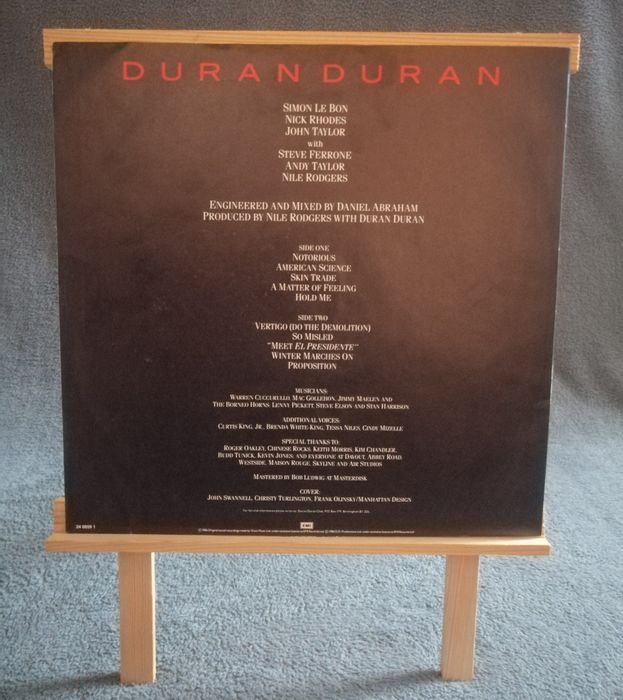 DURAN DURAN
SIMON LE BON
NICK RHODES
JOHN TAYLOR
with
STEVE FERRONE
ANDY TAYLOR
NILE RODGERS
ENGINEERED AND MIXED BY DANIEL ABRAHAM
PRODUCED BY NILE RODGERS WITH DURAN DURAN
SIDE ONE
NOTORIOUS
AMERICAN SCIENCE
SKIN TRADE
A MATTER OF FEELING
HOLD ME
SIDE TWO
VERTIGO (DO THE DEMOLITION)
SO MISLED
"MEET EL PRESIDENTE"
WINTER MARCHES ON
PROPOSITION
MUSICIANS:
WARREN CUCCURULLO, MAC GOLLEHON, JIMMY MAELEN AND
THE BORNEO HORNS: LENNY PICKETT, STEVE ELSON AND STAN HARRISON
ADDITIONAL VOICES:
CURTIS KING, JR., BRENDA WHITE-KING, TESSA NILES, CINDY MIZELLE
SPECIAL THANKS TO:
ROGER OAKLEY, CHINESE ROCKS, KEITH MORRIS, KIM CHANDLER,
BUDD TUNICK, KEVIN JONES; AND EVERYONE AT DAVOUT, ABBEY ROAD,
WESTSIDE, MAISON ROUGE, SKYLINE AND AIR STUDIOS
MASTERED BY BOB LUDWIG AT MASTERDISK
COVER:
JOHN SWANNELL, CHRISTY TURLINGTON, FRANK OLINSKY/MANHATTAN DESIGN
EMI